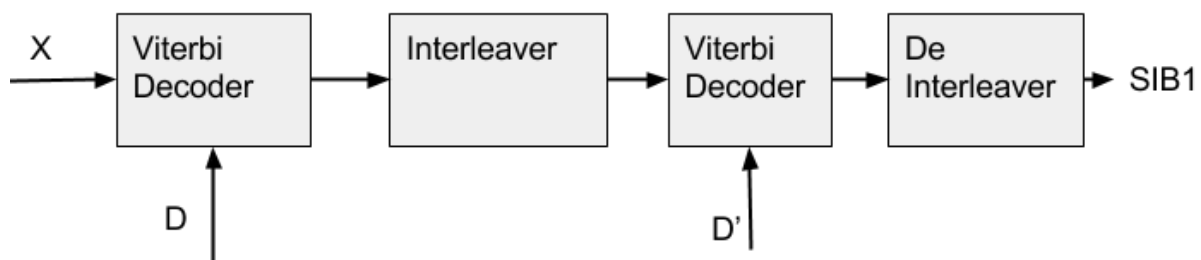 X
Viterbi
Decoder
Interleaver
Viterbi
Decoder
De
Interleaver
SIB1
D
D’